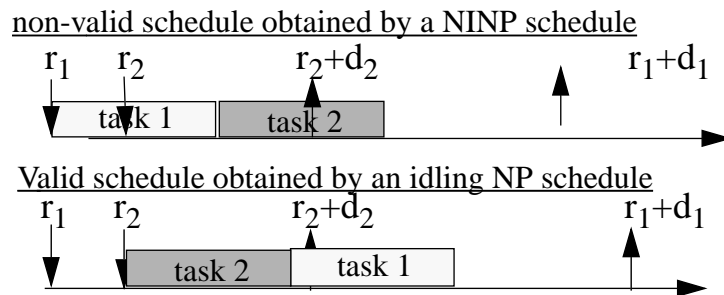 non-valid schedule obtained by a NINP schedule
r1 r2 r2+d2 r1+d1
task 1 task 2
Valid schedule obtained by an idling NP schedule
r1 r2 r2+d2 r1+d1
task 2 task 1